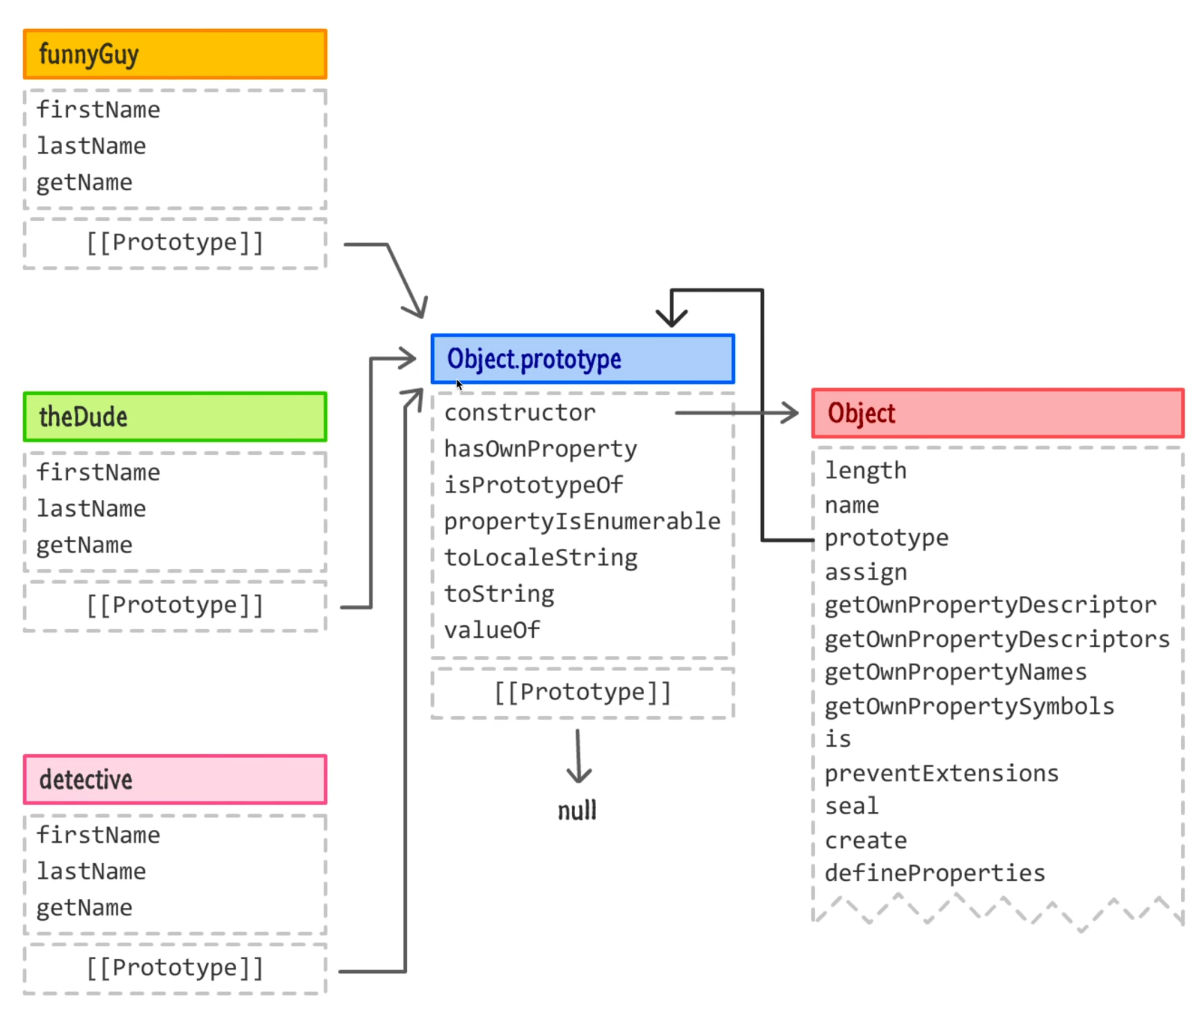 funnyGuy
firstName
lastName
getName
[[Prototype]]
theDude
firstName
lastName
getName
[[Prototype]]
detective
firstName
lastName
getName
[[Prototype]]
Object.prototype
constructor
hasOwnProperty
isPrototypeOf
propertyIsEnumerable
toLocaleString
toString
valueOf
[[Prototype]]
null
Object
length
name
prototype
assign
getOwnPropertyDescriptor
getOwnPropertyDescriptors
getOwnPropertyNames
getOwnPropertySymbols
is
preventExtensions
seal
create
defineProperties